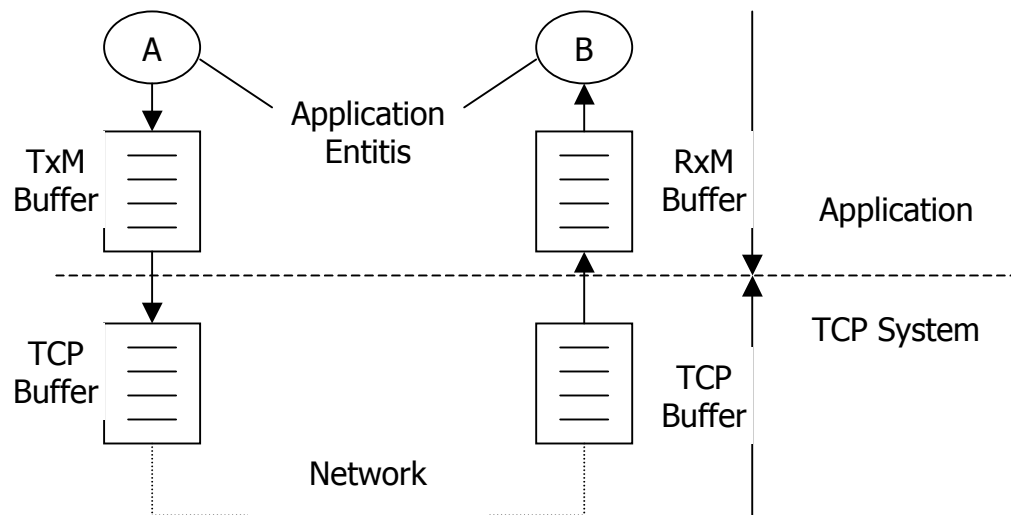 A
B
Application
Entitis
TxM
Buffer
RxM
Buffer
Application
TCP System
TCP
Buffer
TCP
Buffer
Network